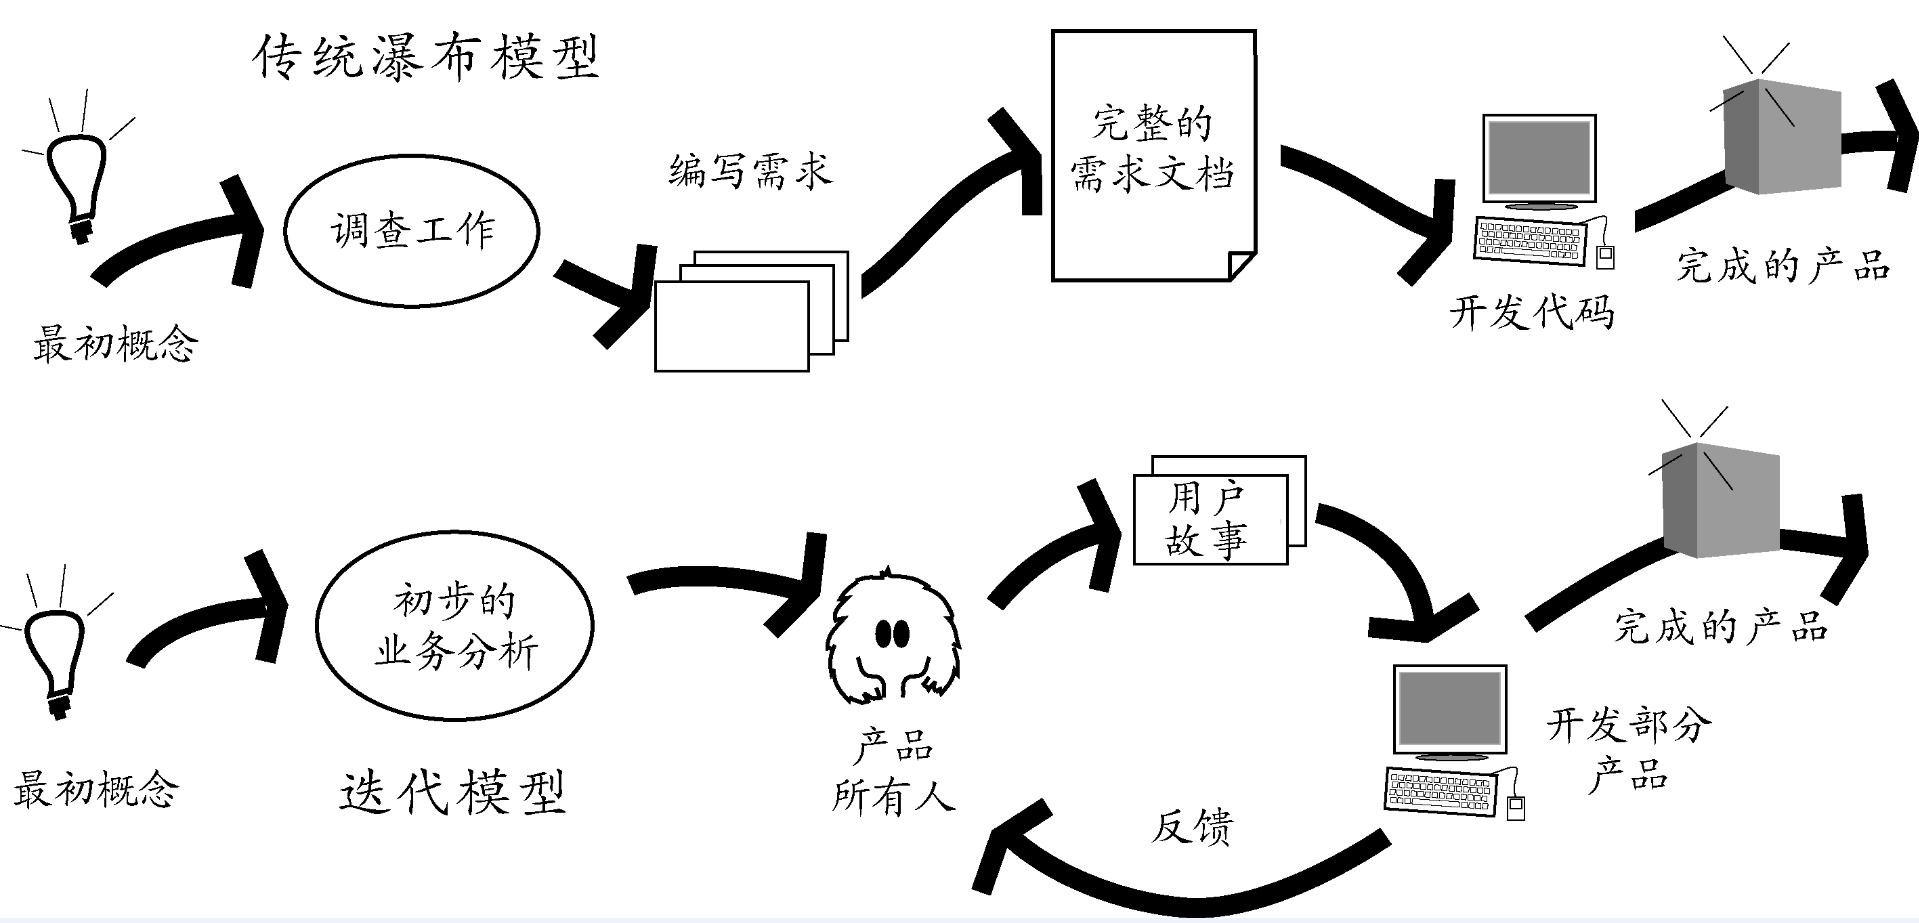 传统瀑布模型
最初概念
调查工作
编写需求
完整的
需求文档
开发代码
完成的产品
最初概念
初步的
业务分析
迭代模型
产品
所有人
用户
故事
开发部分
产品
反馈
完成的产品